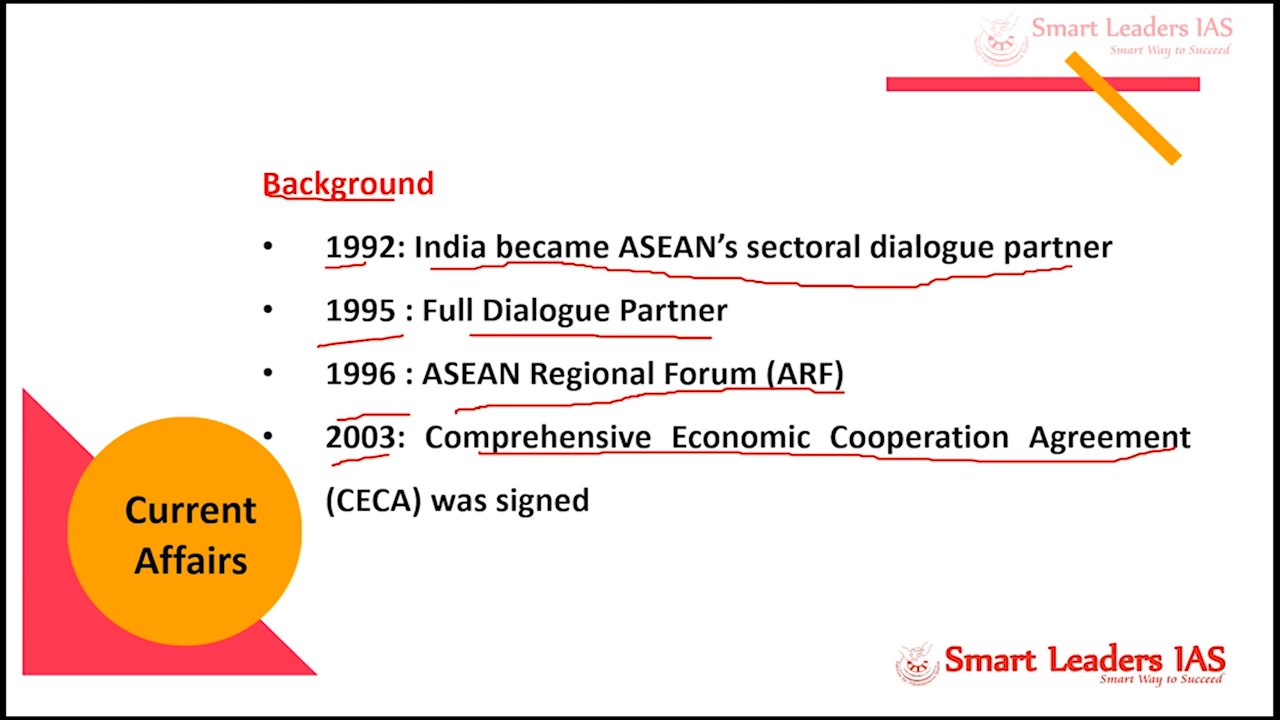 Smart Leaders IAS
Smart Way to Succeed
Background
• 1992: India became ASEAN’s sectoral dialogue partner
• 1995 : Full Dialogue Partner
• 1996 : ASEAN Regional Forum (ARF)
• 2003: Comprehensive Economic Cooperation Agreement
(CECA) was signed
Current
Affairs
Smart Leaders IAS
Smart Way to Succeed